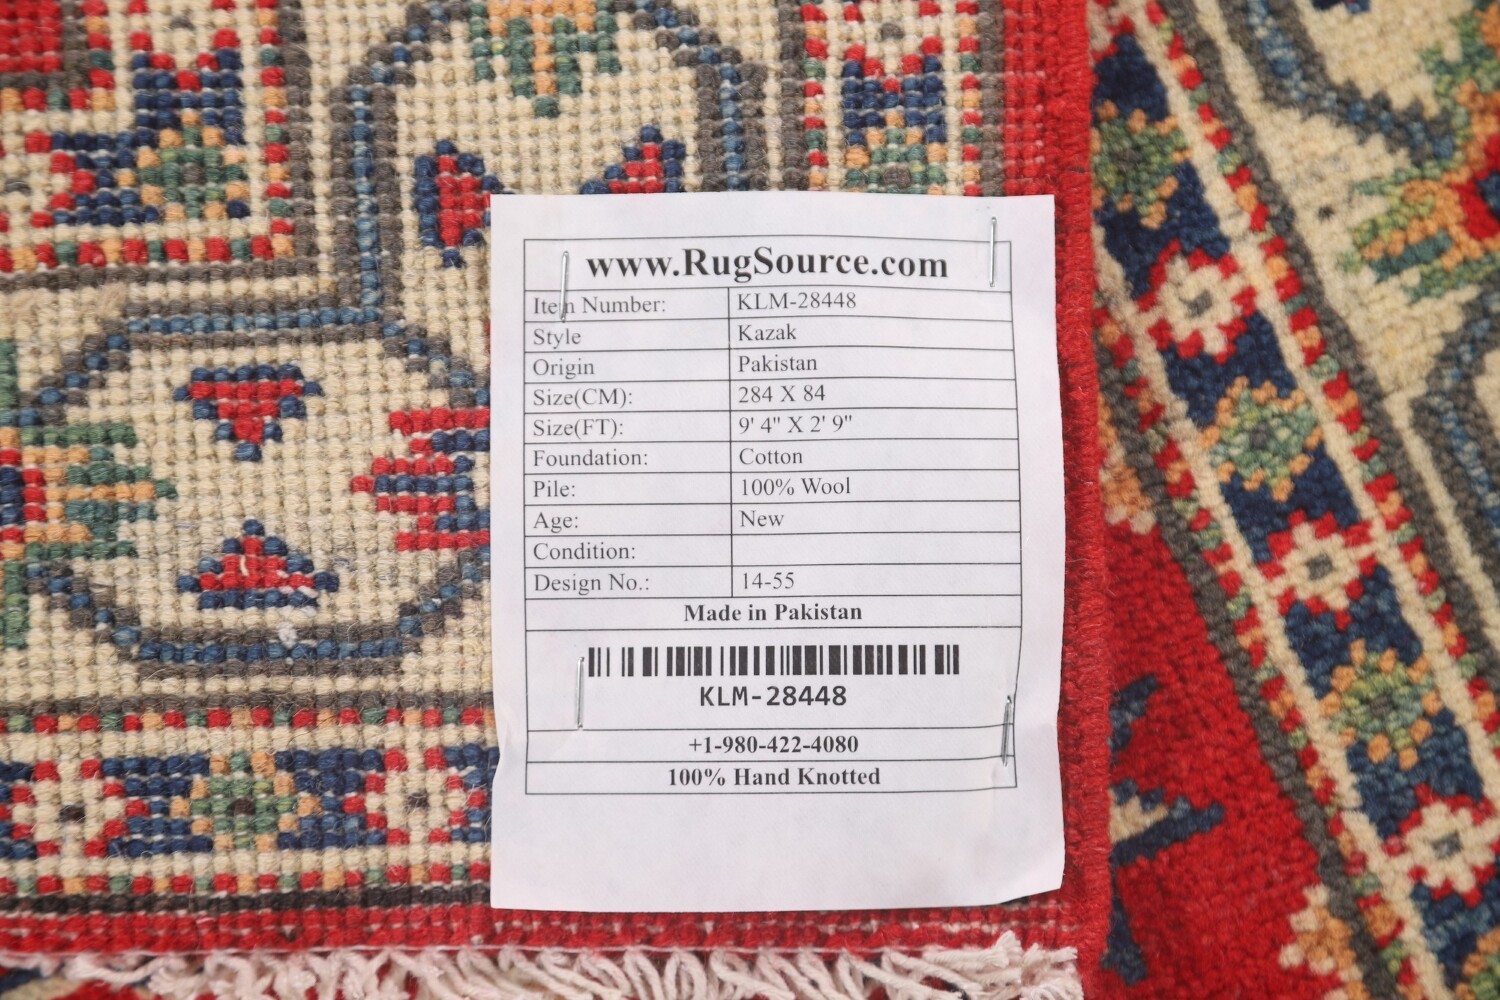 www.RugSource.com
Item Number: KLM-28448
Style Kazak
Origin Pakistan
Size(CM): 284 X 84
Size(FT): 9' 4" X 2' 9"
Foundation: Cotton
Pile: 100% Wool
Age: New
Condition:
Design No.: 14-55
Made in Pakistan
KLM-28448
+1-980-422-4080
100% Hand Knotted